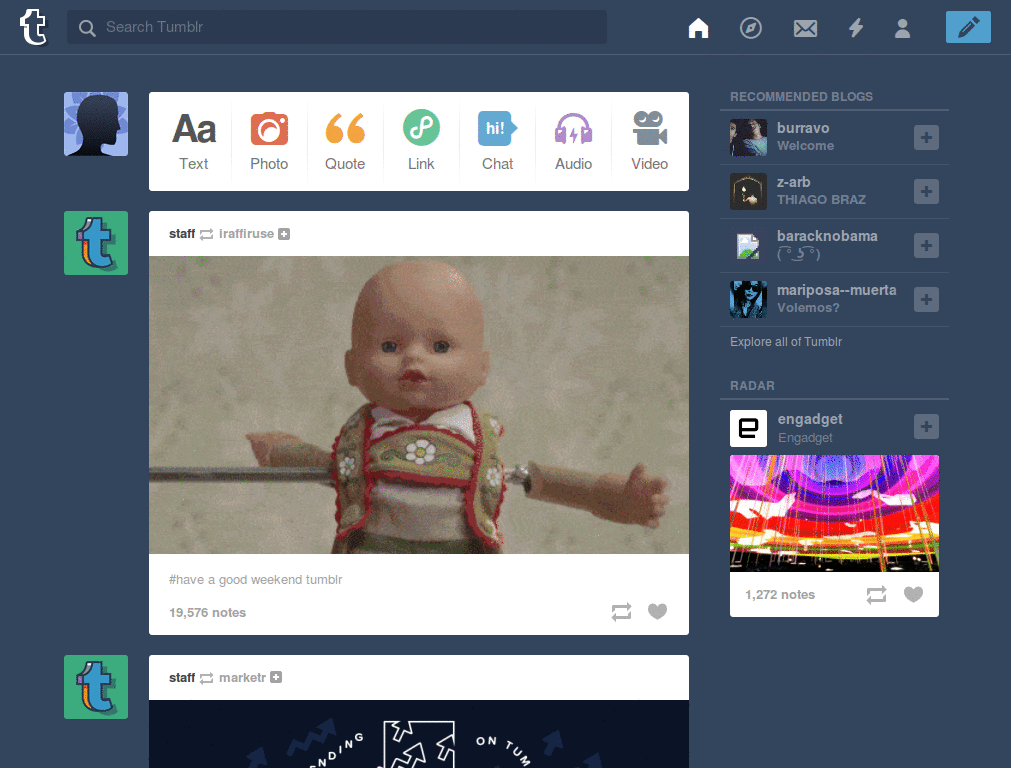 t
Search Tumblr
Aa
hi!
Text
Photo
Quote
Link
Chat
Audio
Video
staff iraffiruse
#have a good weekend tumblr
19,576 notes
staff marketr
ENDING
ON TUM
RECOMMENDED BLOGS
burravo
Welcome
z-arb
THIAGO BRAZ
baracknobama
( ͡° ͜ʖ ͡°)
mariposa--muerta
Volemos?
Explore all of Tumblr
RADAR
engadget
Engadget
1,272 notes